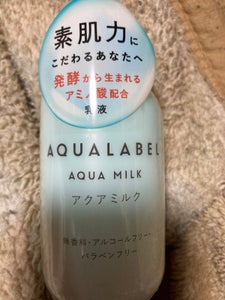 素肌力に
こだわるあなたへ
発酵から生まれる
アミノ酸配合
乳液
AQUALABEL
AQUA MILK
アクアミルク
無香料・アルコールフリー・
パラベンフリー